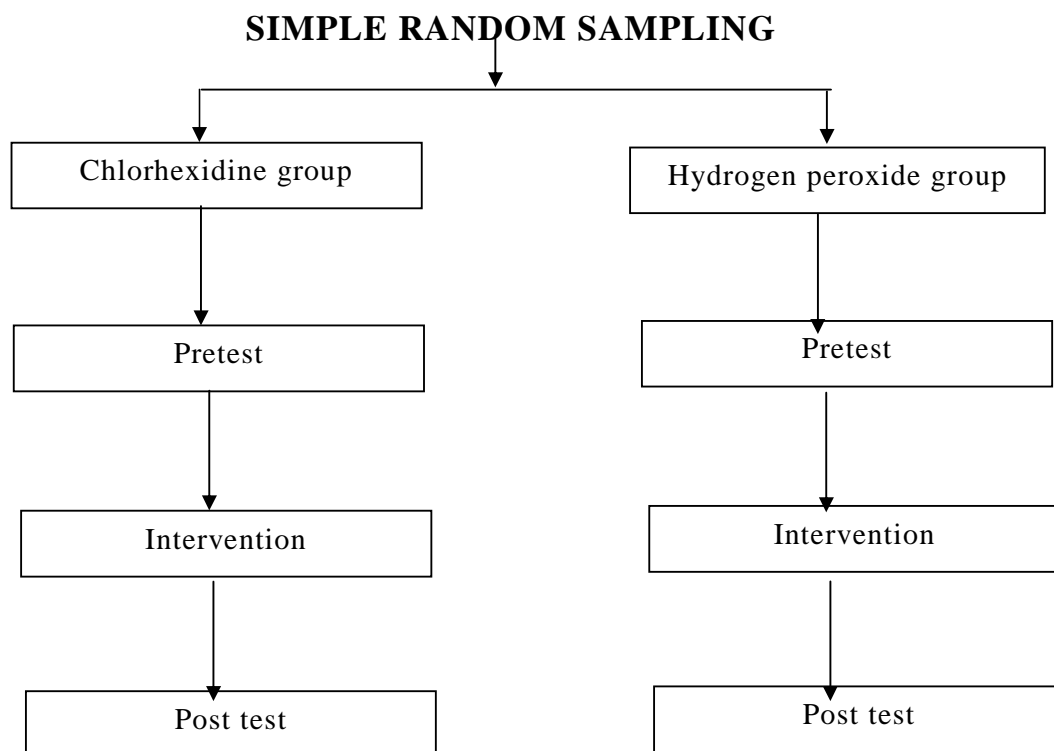 SIMPLE RANDOM SAMPLING
Chlorhexidine group
Hydrogen peroxide group
Pretest
Pretest
Intervention
Intervention
Post test
Post test